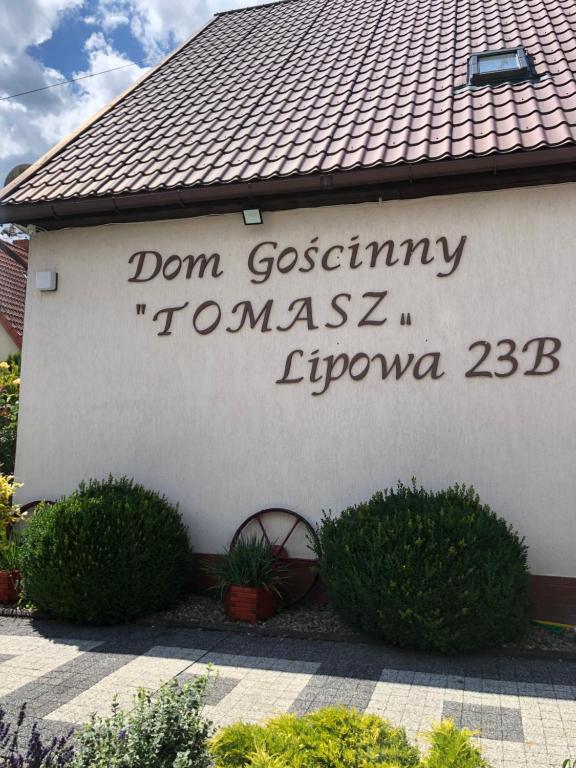 Dom Gościnny
"TOMASZ„
Lipowa 23B